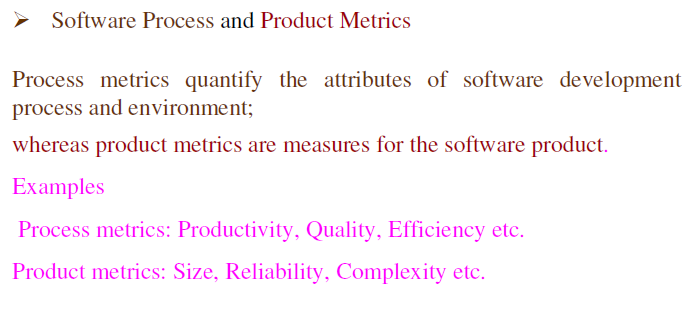 ➢ Software Process and Product Metrics
Process metrics quantify the attributes of software development
process and environment;
whereas product metrics are measures for the software product.
Examples
Process metrics: Productivity, Quality, Efficiency etc.
Product metrics: Size, Reliability, Complexity etc.